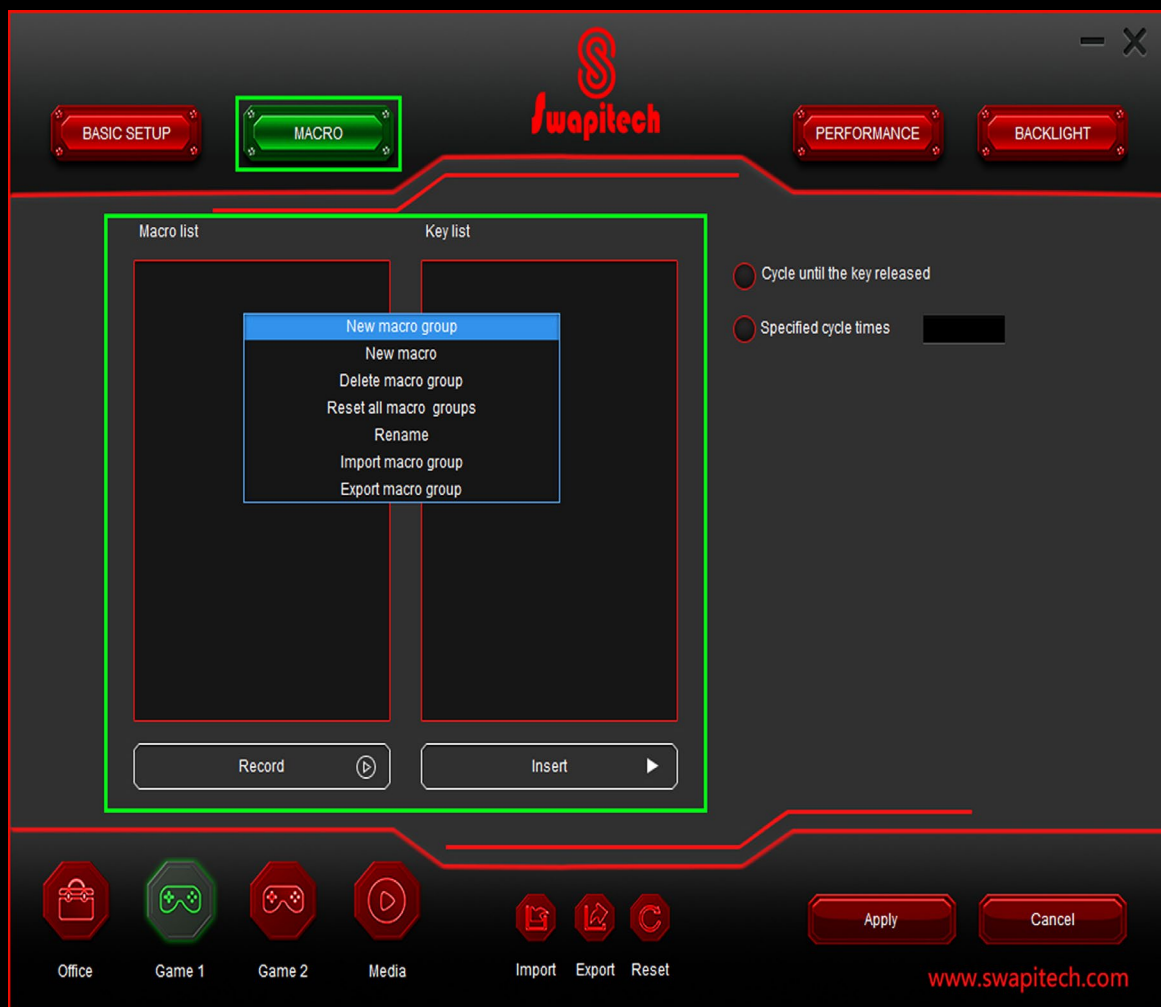 Swapitech
BASIC SETUP
MACRO
PERFORMANCE
BACKLIGHT
Macro list
Key list
Cycle until the key released
Specified cycle times
New macro group
New macro
Delete macro group
Reset all macro groups
Rename
Import macro group
Export macro group
Record
Insert
Office
Game 1
Game 2
Media
Import
Export
Reset
Apply
Cancel
www.swapitech.com